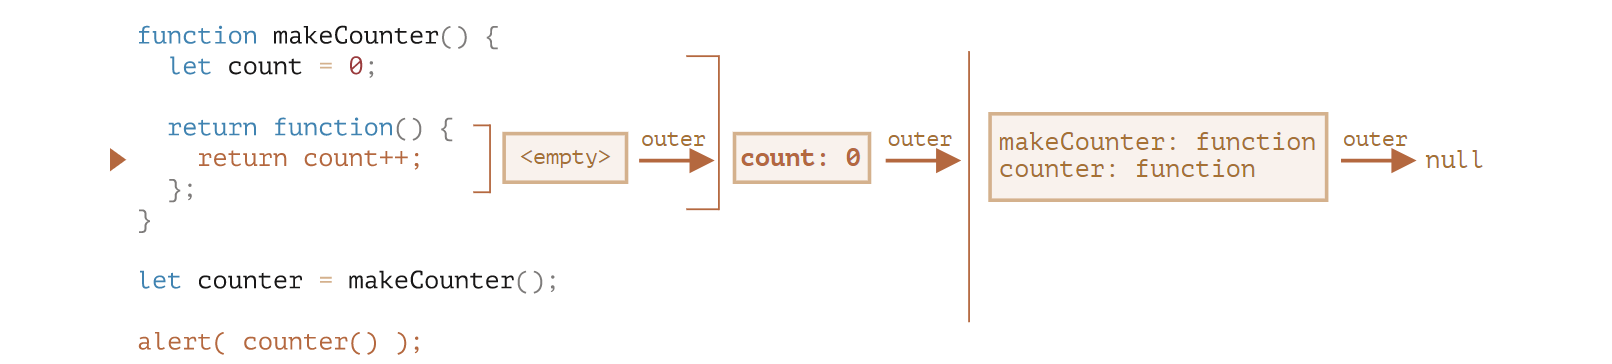 function makeCounter() {
let count = 0;
return function() {
return count++;
};
}
let counter = makeCounter();
alert( counter() );
<empty>
outer
count: 0
outer
makeCounter: function
counter: function
outer
null